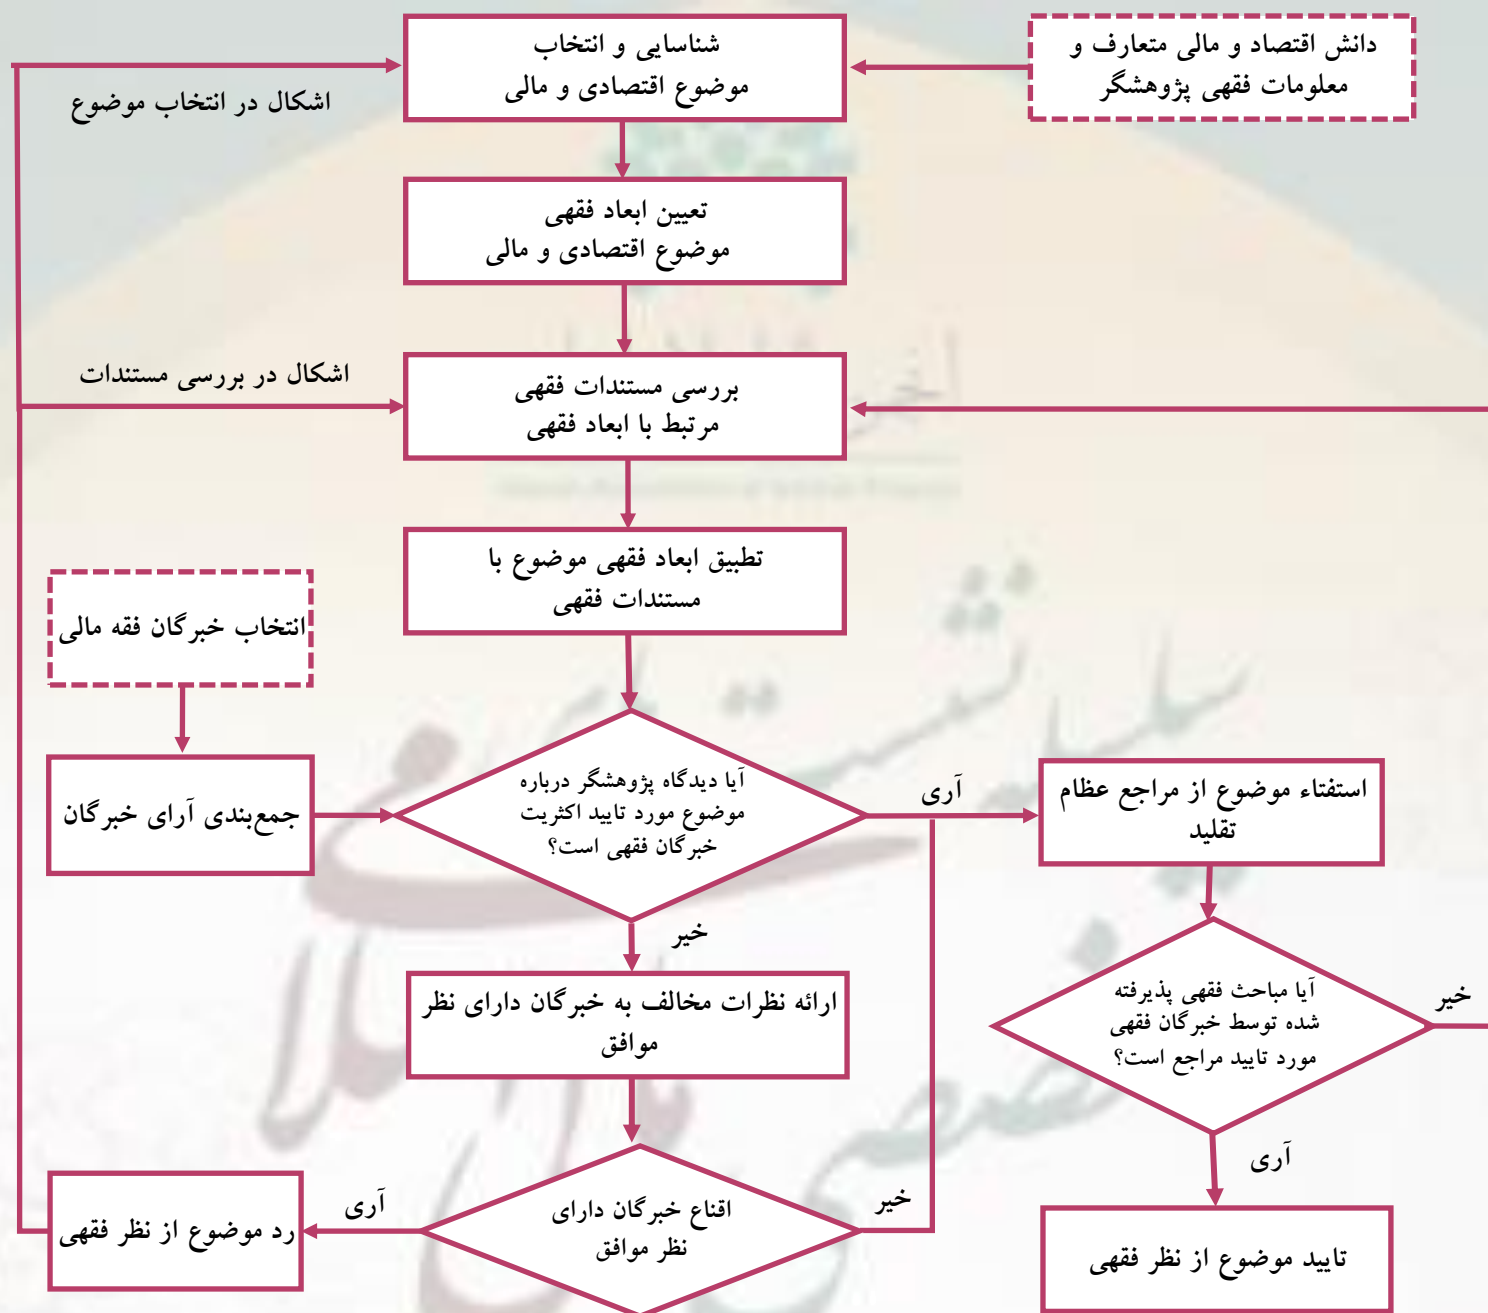 شناسایی و انتخاب
موضوع اقتصادی و مالی
دانش اقتصاد و مالی متعارف و
معلومات فقهی پژوهشگر
اشکال در انتخاب موضوع
تعیین ابعاد فقهی
موضوع اقتصادی و مالی
بررسی مستندات فقهی
مرتبط با ابعاد فقهی
اشکال در بررسی مستندات
تطبیق ابعاد فقهی موضوع با
مستندات فقهی
انتخاب خبرگان فقه مالی
جمع‌بندی آرای خبرگان
آیا دیدگاه پژوهشگر درباره
موضوع مورد تایید اکثریت
خبرگان فقهی است؟
آری
استفتاء موضوع از مراجع عظام
تقلید
خیر
ارائه نظرات مخالف به خبرگان دارای نظر
موافق
آیا مباحث فقهی پذیرفته
شده توسط خبرگان فقهی
مورد تایید مراجع است؟
خیر
آری
اقناع خبرگان دارای
نظر موافق
خیر
آری
رد موضوع از نظر فقهی
تایید موضوع از نظر فقهی
سلسله نشست
تخصصی